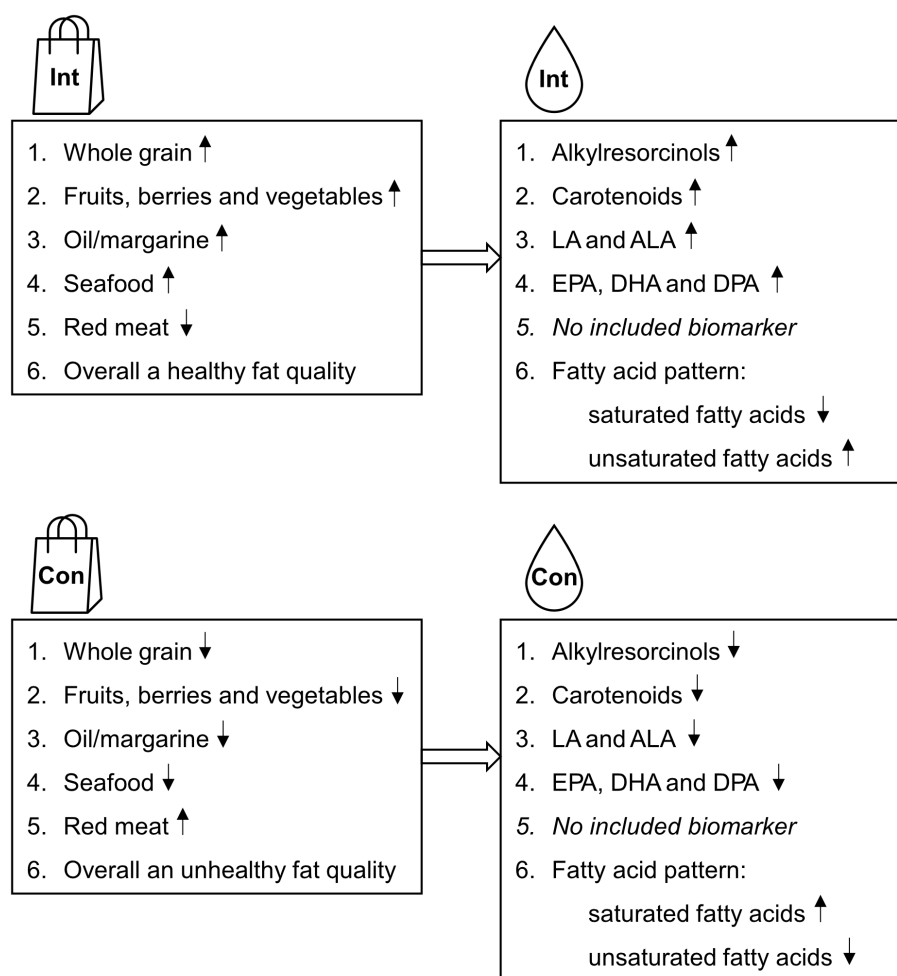 Int
1. Whole grain ↑
2. Fruits, berries and vegetables ↑
3. Oil/margarine ↑
4. Seafood ↑
5. Red meat ↓
6. Overall a healthy fat quality
Int
1. Alkylresorcinols ↑
2. Carotenoids ↑
3. LA and ALA ↑
4. EPA, DHA and DPA ↑
5. No included biomarker
6. Fatty acid pattern:
saturated fatty acids ↓
unsaturated fatty acids ↑
Con
1. Whole grain ↓
2. Fruits, berries and vegetables ↓
3. Oil/margarine ↓
4. Seafood ↓
5. Red meat ↑
6. Overall an unhealthy fat quality
Con
1. Alkylresorcinols ↓
2. Carotenoids ↓
3. LA and ALA ↓
4. EPA, DHA and DPA ↓
5. No included biomarker
6. Fatty acid pattern:
saturated fatty acids ↑
unsaturated fatty acids ↓